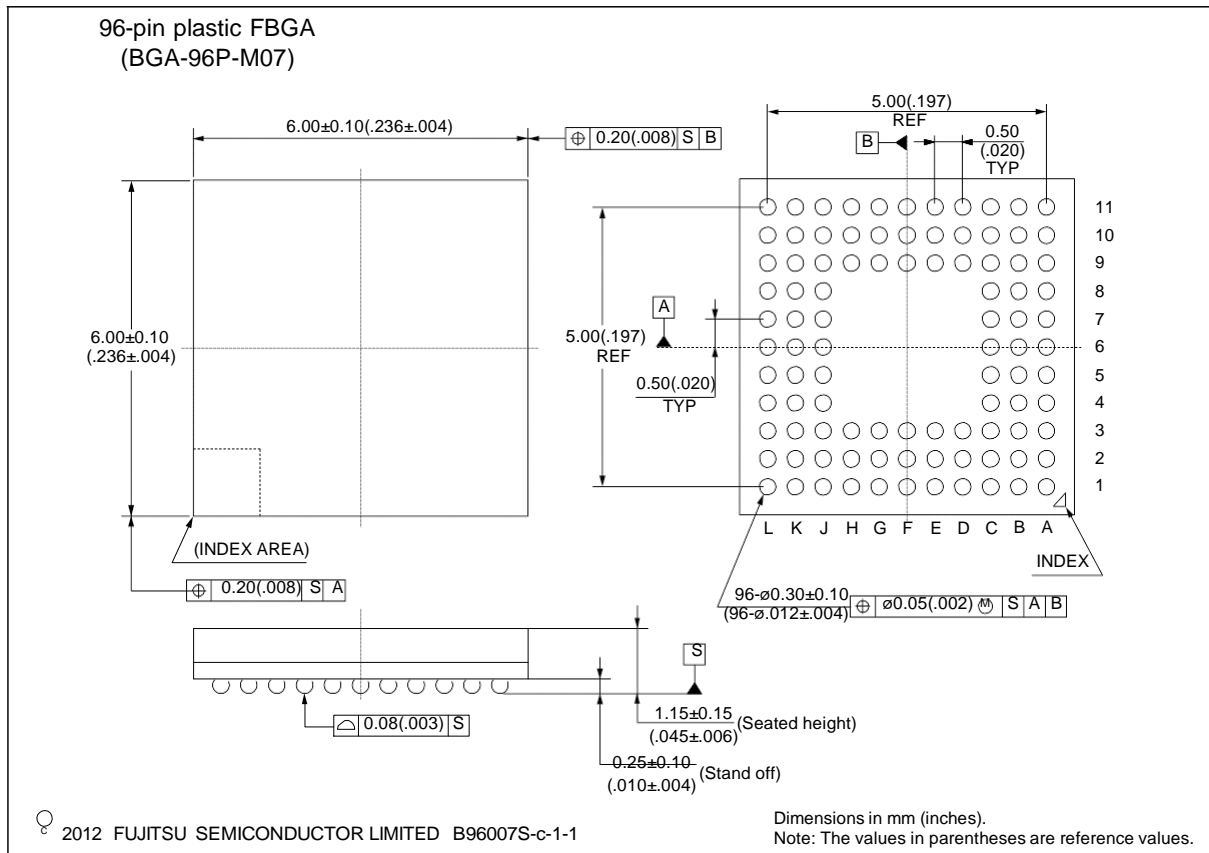 96-pin plastic FBGA
(BGA-96P-M07)
6.00±0.10(.236±.004)
⌖ 0.20(.008) S B
6.00±0.10
(.236±.004)
(INDEX AREA)
⌖ 0.20(.008) S A
5.00(.197)
REF
B
0.50
(.020)
TYP
A
5.00(.197)
REF
0.50(.020)
TYP
11
10
9
8
7
6
5
4
3
2
1
L K J H G F E D C B A
INDEX
96-ø0.30±0.10
(96-ø.012±.004)
⌖ ø0.05(.002) Ⓜ S A B
S
⌓ 0.08(.003) S
1.15±0.15
(.045±.006)
(Seated height)
0.25±0.10
(.010±.004)
(Stand off)
2012 FUJITSU SEMICONDUCTOR LIMITED B96007S-c-1-1
Dimensions in mm (inches).
Note: The values in parentheses are reference values.